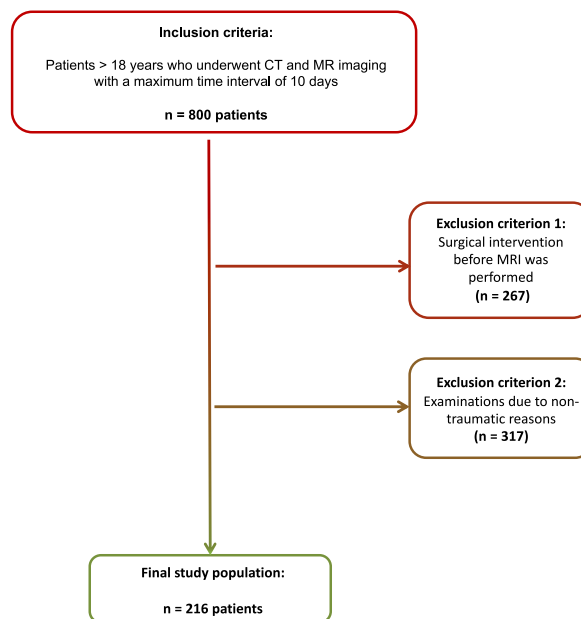 Inclusion criteria:
Patients > 18 years who underwent CT and MR imaging
with a maximum time interval of 10 days
n = 800 patients
Exclusion criterion 1:
Surgical intervention
before MRI was
performed
(n = 267)
Exclusion criterion 2:
Examinations due to non-
traumatic reasons
(n = 317)
Final study population:
n = 216 patients